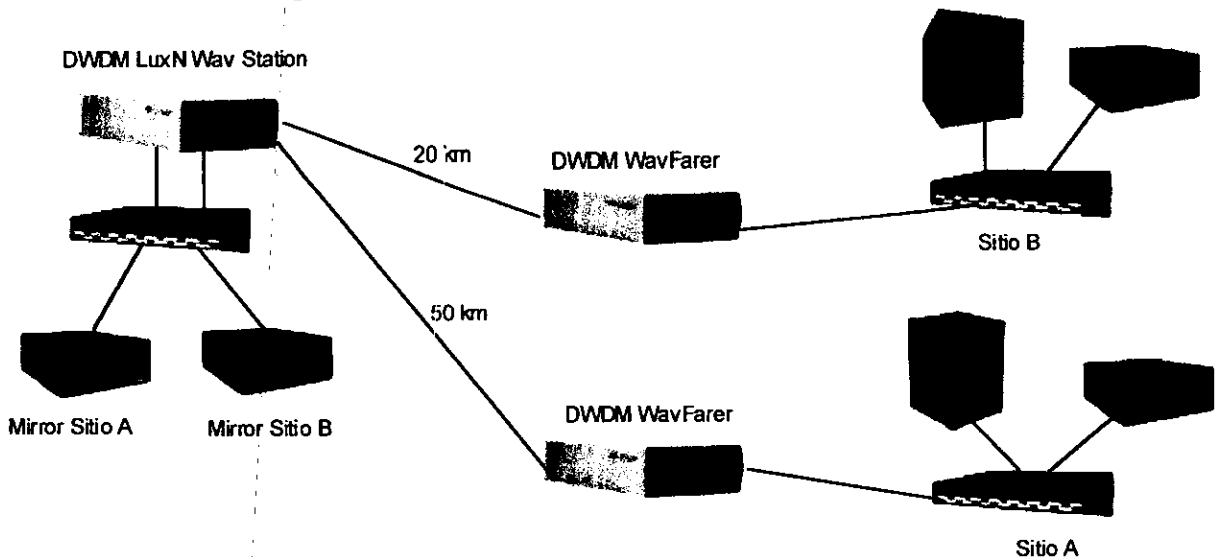 DWDM LuxN Wav Station
20 km
DWDM WavFarer
Sitio B
50 km
Mirror Sitio A
Mirror Sitio B
DWDM WavFarer
Sitio A